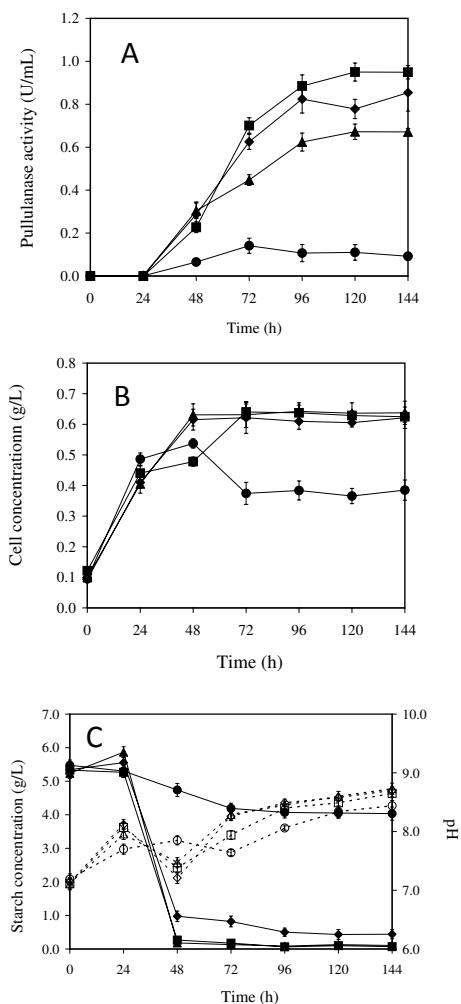 A
Pullulanase activity (U/mL)
1.2
1.0
0.8
0.6
0.4
0.2
0.0
0 24 48 72 96 120 144
Time (h)
B
Cell concentrationn (g/L)
0.8
0.7
0.6
0.5
0.4
0.3
0.2
0.1
0.0
0 24 48 72 96 120 144
Time (h)
C
Starch concentration (g/L)
7.0
6.0
5.0
4.0
3.0
2.0
1.0
0.0
10.0
9.0
8.0
7.0
6.0
pH
0 24 48 72 96 120 144
Time (h)